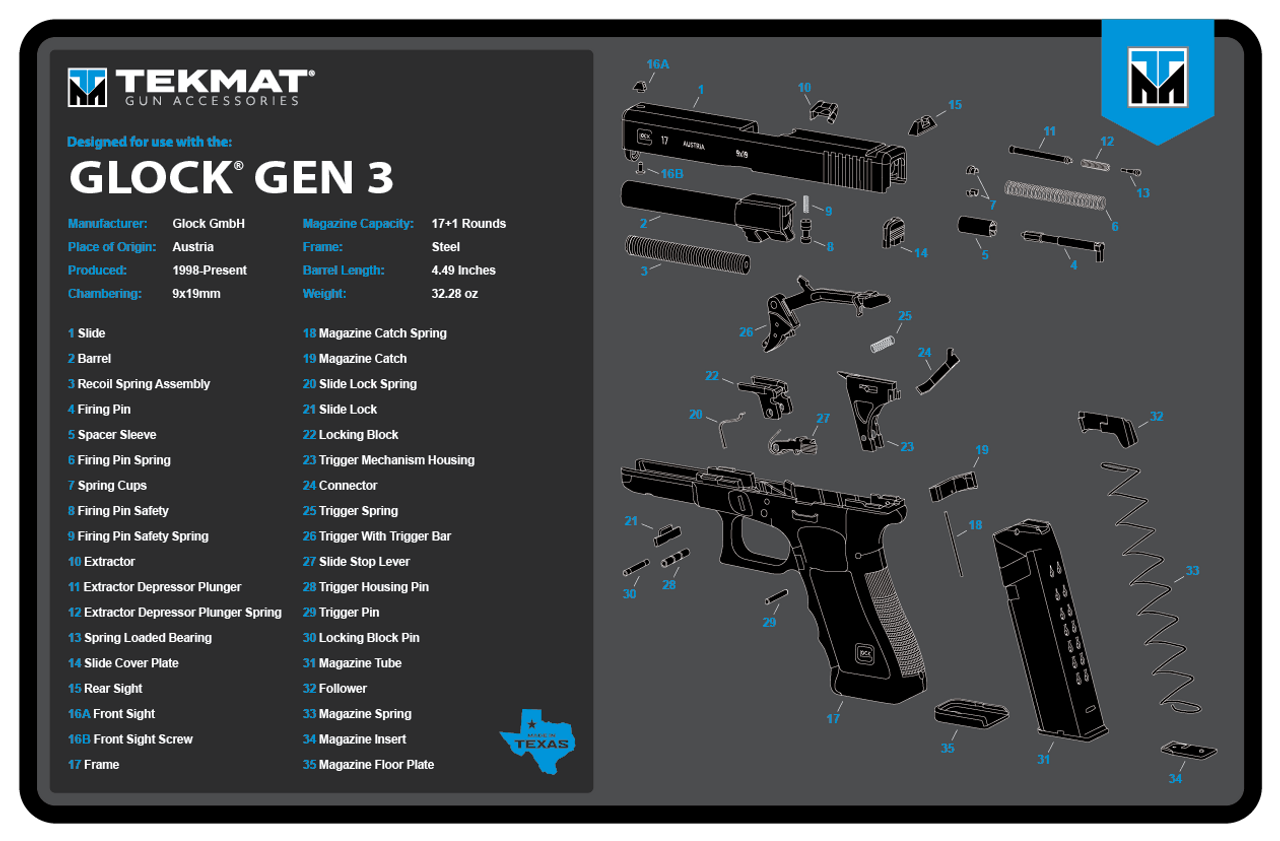 TEKMAT®
GUN ACCESSORIES
Designed for use with the:
GLOCK® GEN 3
Manufacturer: Glock GmbH
Place of Origin: Austria
Produced: 1998-Present
Chambering: 9x19mm
Magazine Capacity: 17+1 Rounds
Frame: Steel
Barrel Length: 4.49 Inches
Weight: 32.28 oz
1 Slide
2 Barrel
3 Recoil Spring Assembly
4 Firing Pin
5 Spacer Sleeve
6 Firing Pin Spring
7 Spring Cups
8 Firing Pin Safety
9 Firing Pin Safety Spring
10 Extractor
11 Extractor Depressor Plunger
12 Extractor Depressor Plunger Spring
13 Spring Loaded Bearing
14 Slide Cover Plate
15 Rear Sight
16A Front Sight
16B Front Sight Screw
17 Frame
18 Magazine Catch Spring
19 Magazine Catch
20 Slide Lock Spring
21 Slide Lock
22 Locking Block
23 Trigger Mechanism Housing
24 Connector
25 Trigger Spring
26 Trigger With Trigger Bar
27 Slide Stop Lever
28 Trigger Housing Pin
29 Trigger Pin
30 Locking Block Pin
31 Magazine Tube
32 Follower
33 Magazine Spring
34 Magazine Insert
35 Magazine Floor Plate
TEXAS
16A
1
10
15
GLOCK 17 AUSTRIA 9x19
11
12
13
16B
7
2
9
6
8
14
5
4
3
26
25
24
22
20
27
23
32
19
21
18
30
28
33
29
GLOCK
17
35
31
34